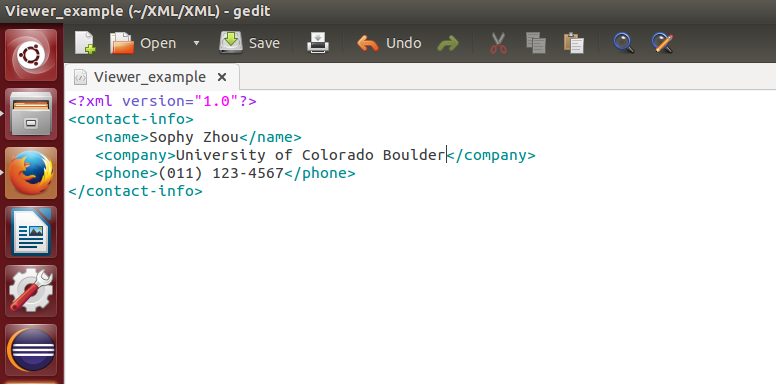 Viewer_example (~/XML/XML) - gedit
Open Save Undo
Viewer_example ×
<?xml version="1.0"?>
<contact-info>
   <name>Sophy Zhou</name>
   <company>University of Colorado Boulder</company>
   <phone>(011) 123-4567</phone>
</contact-info>